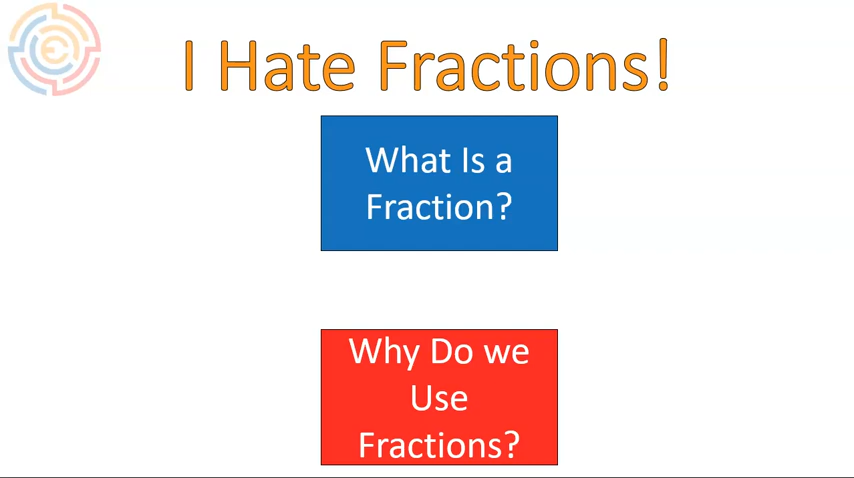 I Hate Fractions!
What Is a
Fraction?
Why Do we
Use
Fractions?